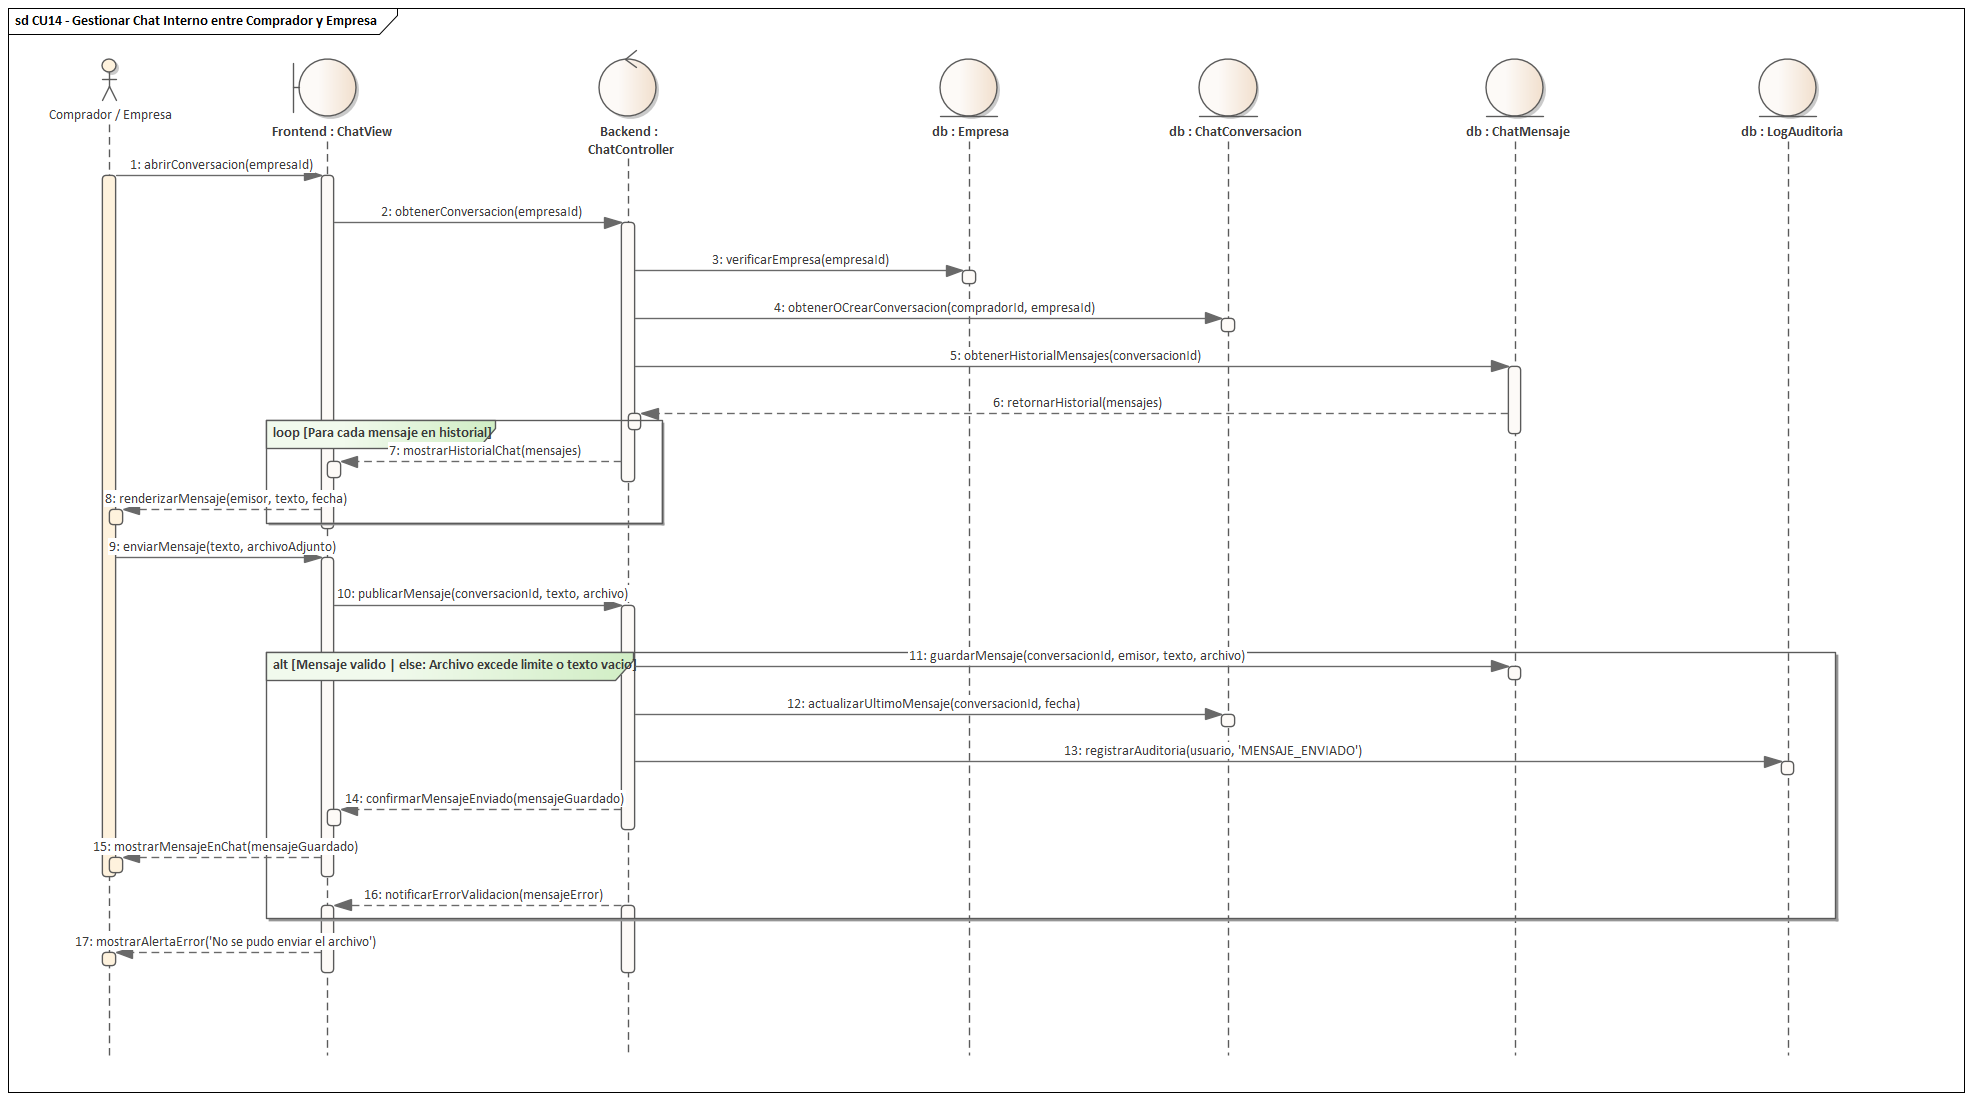 sd CU14 - Gestionar Chat Interno entre Comprador y Empresa
Comprador / Empresa
Frontend : ChatView
Backend :
ChatController
db : Empresa
db : ChatConversacion
db : ChatMensaje
db : LogAuditoria
1: abrirConversacion(empresaId)
2: obtenerConversacion(empresaId)
3: verificarEmpresa(empresaId)
4: obtenerOCrearConversacion(compradorId, empresaId)
5: obtenerHistorialMensajes(conversacionId)
6: retornarHistorial(mensajes)
loop [Para cada mensaje en historial]
7: mostrarHistorialChat(mensajes)
8: renderizarMensaje(emisor, texto, fecha)
9: enviarMensaje(texto, archivoAdjunto)
10: publicarMensaje(conversacionId, texto, archivo)
alt [Mensaje valido | else: Archivo excede limite o texto vacio]
11: guardarMensaje(conversacionId, emisor, texto, archivo)
12: actualizarUltimoMensaje(conversacionId, fecha)
13: registrarAuditoria(usuario, 'MENSAJE_ENVIADO')
14: confirmarMensajeEnviado(mensajeGuardado)
15: mostrarMensajeEnChat(mensajeGuardado)
16: notificarErrorValidacion(mensajeError)
17: mostrarAlertaError('No se pudo enviar el archivo')